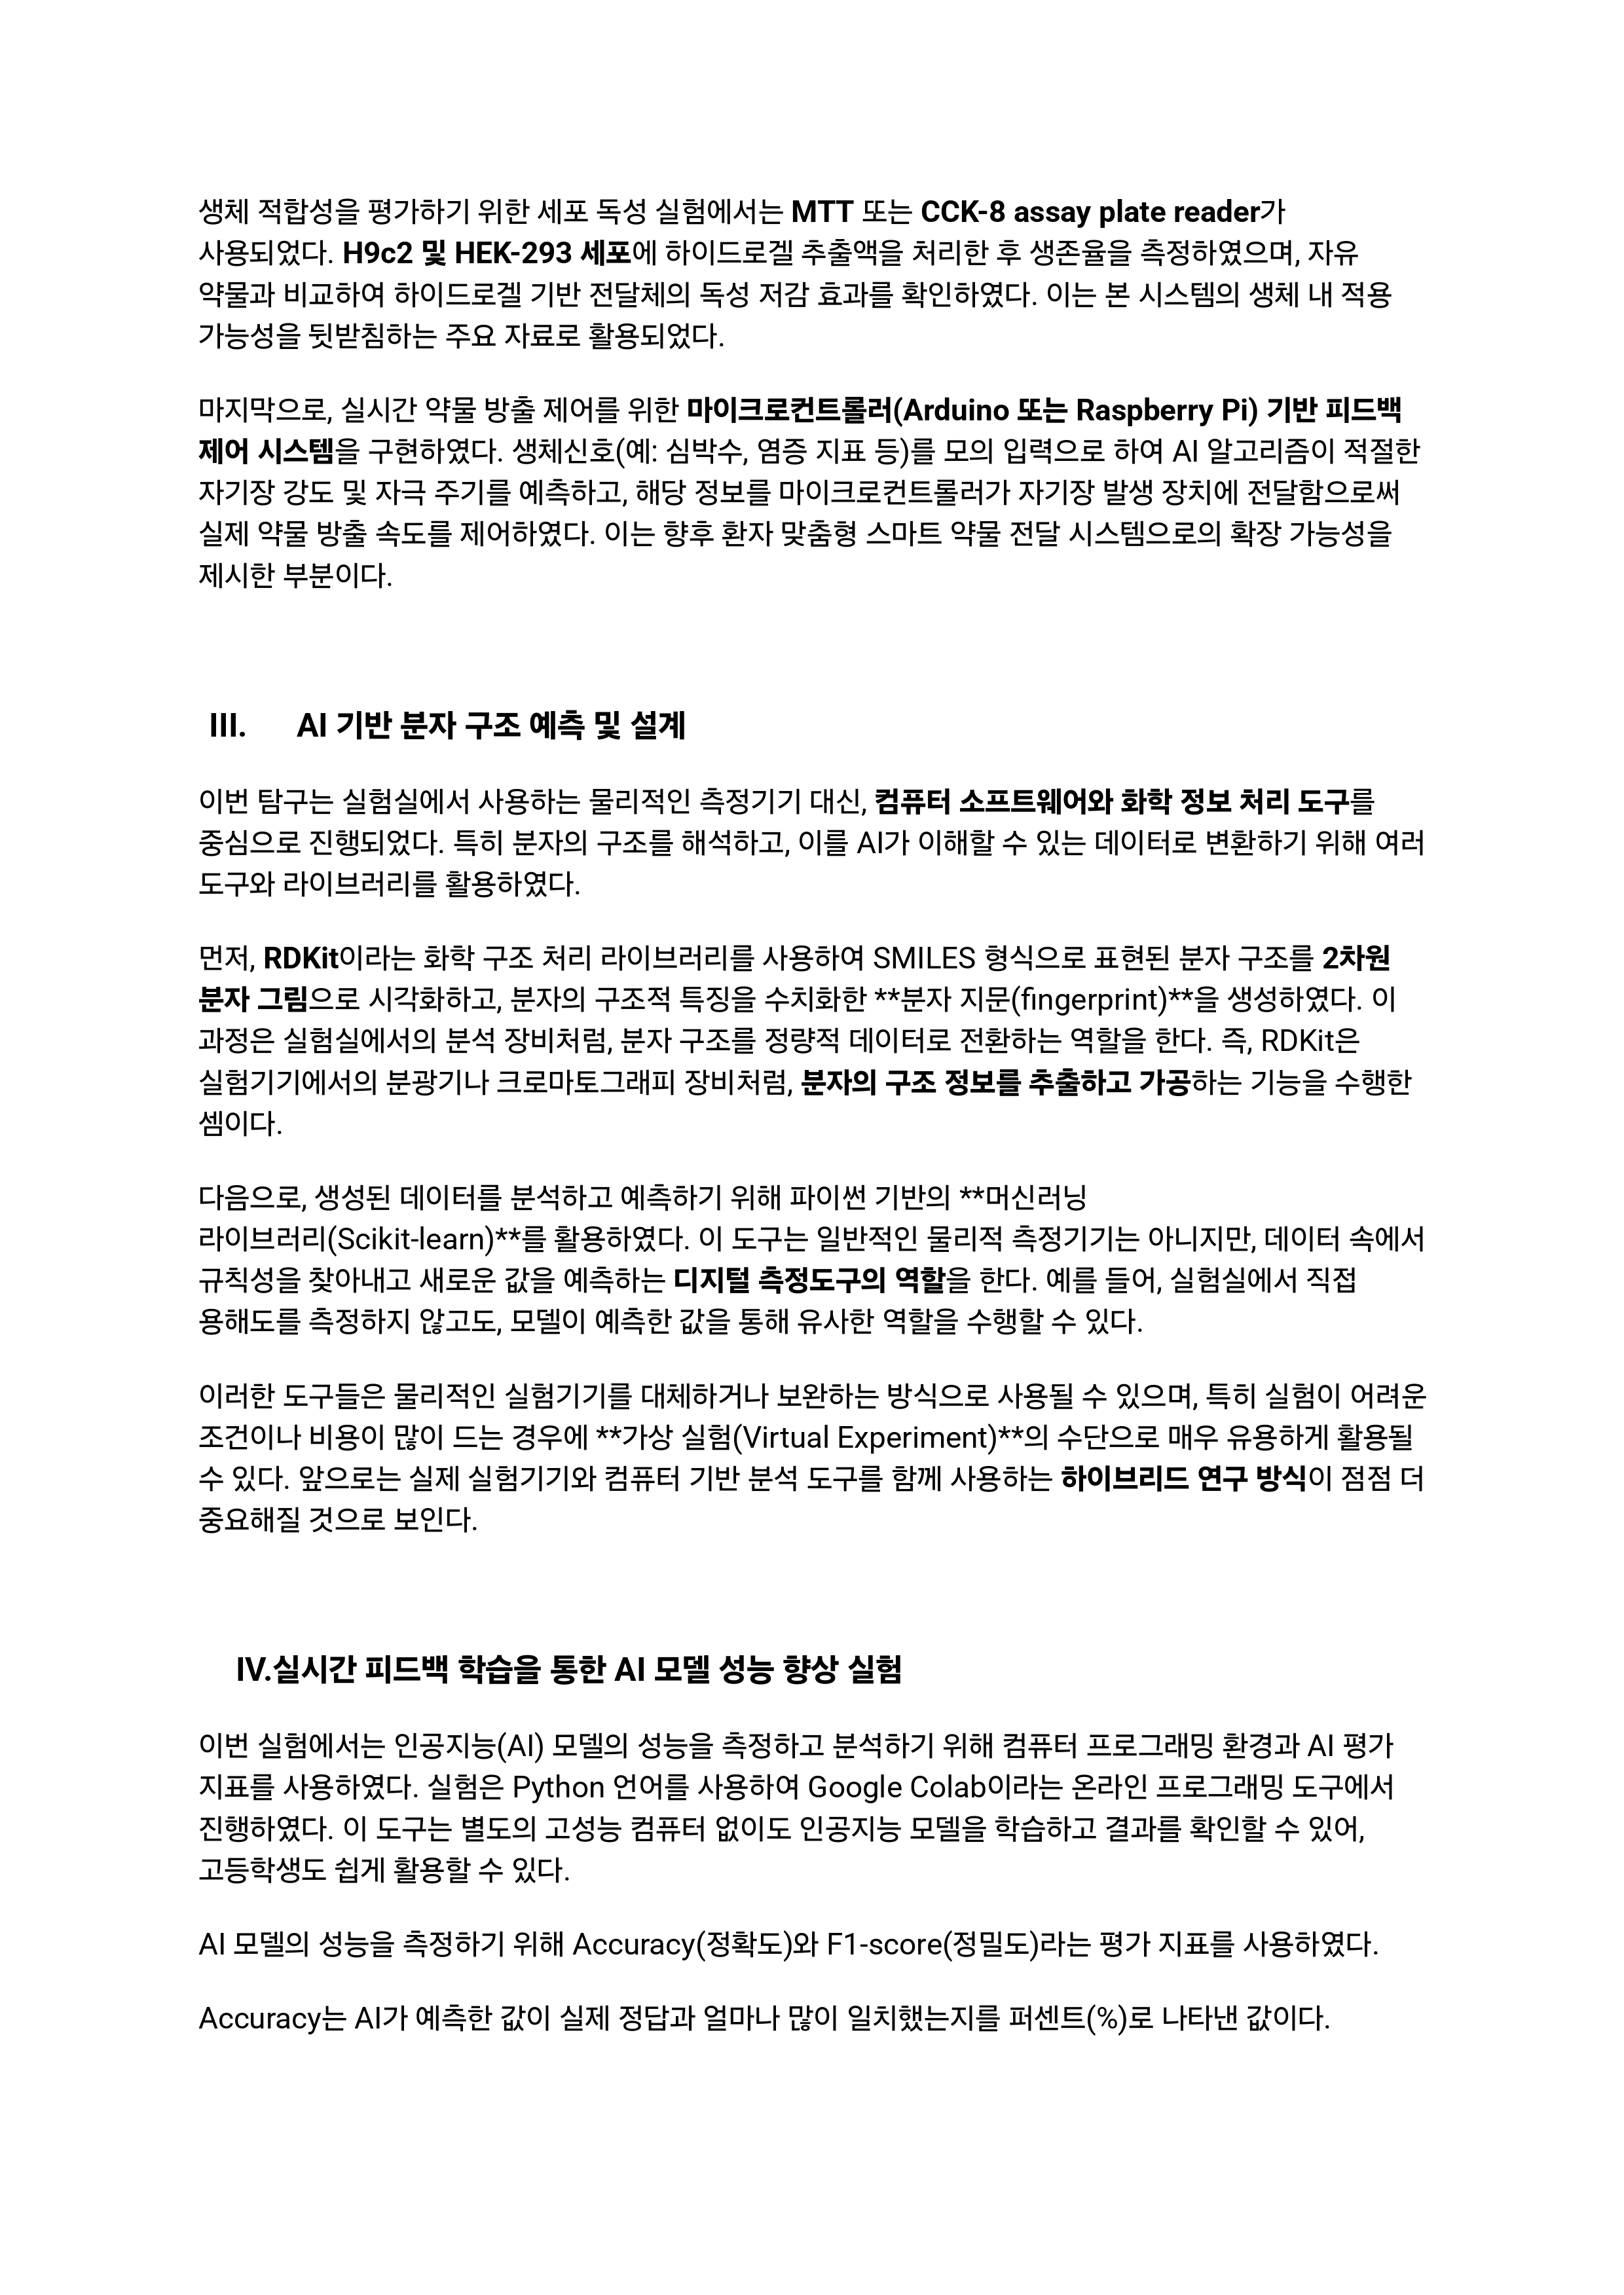 생체 적합성을 평가하기 위한 세포 독성 실험에서는 MTT 또는 CCK-8 assay plate reader가
사용되었다. H9c2 및 HEK-293 세포에 하이드로겔 추출액을 처리한 후 생존율을 측정하였으며, 자유
약물과 비교하여 하이드로겔 기반 전달체의 독성 저감 효과를 확인하였다. 이는 본 시스템의 생체 내 적용
가능성을 뒷받침하는 주요 자료로 활용되었다.
마지막으로, 실시간 약물 방출 제어를 위한 마이크로컨트롤러(Arduino 또는 Raspberry Pi) 기반 피드백
제어 시스템을 구현하였다. 생체신호(예: 심박수, 염증 지표 등)를 모의 입력으로 하여 AI 알고리즘이 적절한
자기장 강도 및 자극 주기를 예측하고, 해당 정보를 마이크로컨트롤러가 자기장 발생 장치에 전달함으로써
실제 약물 방출 속도를 제어하였다. 이는 향후 환자 맞춤형 스마트 약물 전달 시스템으로의 확장 가능성을
제시한 부분이다.
III. AI 기반 분자 구조 예측 및 설계
이번 탐구는 실험실에서 사용하는 물리적인 측정기기 대신, 컴퓨터 소프트웨어와 화학 정보 처리 도구를
중심으로 진행되었다. 특히 분자의 구조를 해석하고, 이를 AI가 이해할 수 있는 데이터로 변환하기 위해 여러
도구와 라이브러리를 활용하였다.
먼저, RDKit이라는 화학 구조 처리 라이브러리를 사용하여 SMILES 형식으로 표현된 분자 구조를 2차원
분자 그림으로 시각화하고, 분자의 구조적 특징을 수치화한 **분자 지문(fingerprint)**을 생성하였다. 이
과정은 실험실에서의 분석 장비처럼, 분자 구조를 정량적 데이터로 전환하는 역할을 한다. 즉, RDKit은
실험기기에서의 분광기나 크로마토그래피 장비처럼, 분자의 구조 정보를 추출하고 가공하는 기능을 수행한
셈이다.
다음으로, 생성된 데이터를 분석하고 예측하기 위해 파이썬 기반의 **머신러닝
라이브러리(Scikit-learn)**를 활용하였다. 이 도구는 일반적인 물리적 측정기기는 아니지만, 데이터 속에서
규칙성을 찾아내고 새로운 값을 예측하는 디지털 측정도구의 역할을 한다. 예를 들어, 실험실에서 직접
용해도를 측정하지 않고도, 모델이 예측한 값을 통해 유사한 역할을 수행할 수 있다.
이러한 도구들은 물리적인 실험기기를 대체하거나 보완하는 방식으로 사용될 수 있으며, 특히 실험이 어려운
조건이나 비용이 많이 드는 경우에 **가상 실험(Virtual Experiment)**의 수단으로 매우 유용하게 활용될
수 있다. 앞으로는 실제 실험기기와 컴퓨터 기반 분석 도구를 함께 사용하는 하이브리드 연구 방식이 점점 더
중요해질 것으로 보인다.
IV.실시간 피드백 학습을 통한 AI 모델 성능 향상 실험
이번 실험에서는 인공지능(AI) 모델의 성능을 측정하고 분석하기 위해 컴퓨터 프로그래밍 환경과 AI 평가
지표를 사용하였다. 실험은 Python 언어를 사용하여 Google Colab이라는 온라인 프로그래밍 도구에서
진행하였다. 이 도구는 별도의 고성능 컴퓨터 없이도 인공지능 모델을 학습하고 결과를 확인할 수 있어,
고등학생도 쉽게 활용할 수 있다.
AI 모델의 성능을 측정하기 위해 Accuracy(정확도)와 F1-score(정밀도)라는 평가 지표를 사용하였다.
Accuracy는 AI가 예측한 값이 실제 정답과 얼마나 많이 일치했는지를 퍼센트(%)로 나타낸 값이다.